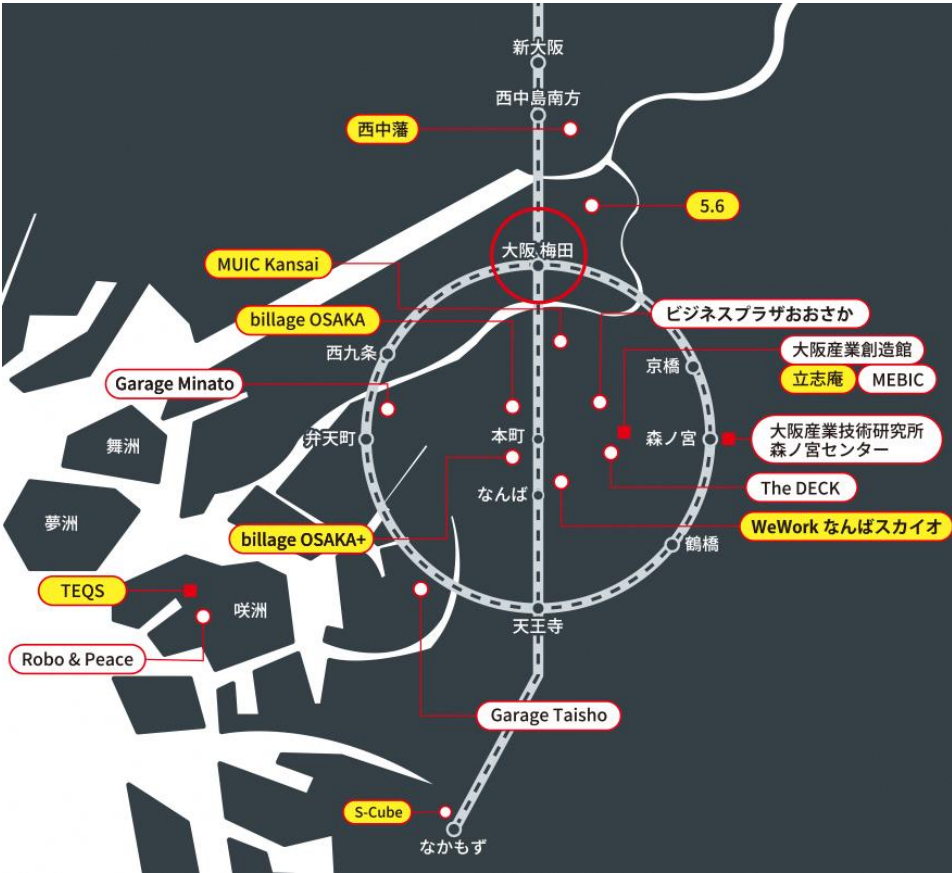 新大阪
西中島南方
西中藩
5.6
大阪 梅田
MUIC Kansai
billage OSAKA
ビジネスプラザおおさか
西九条
大阪産業創造館
京橋
立志庵
MEBIC
Garage Minato
舞洲
弁天町
本町
森ノ宮
大阪産業技術研究所
森ノ宮センター
なんば
The DECK
夢洲
billage OSAKA+
WeWork なんばスカイオ
鶴橋
TEQS
咲洲
天王寺
Robo & Peace
Garage Taisho
S-Cube
なかもず